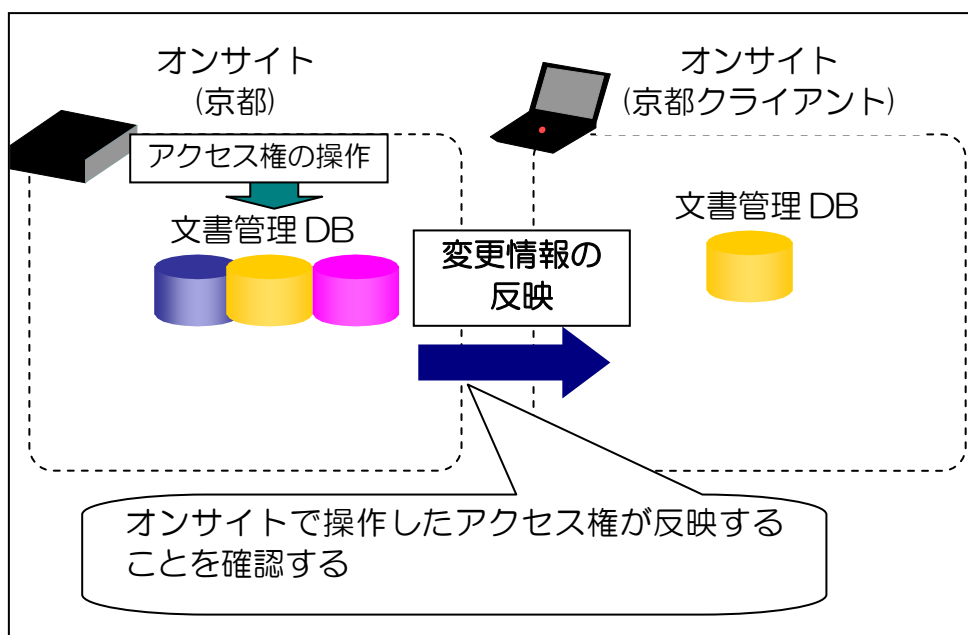 オンサイト
(京都)
オンサイト
(京都クライアント)
アクセス権の操作
文書管理 DB
文書管理 DB
変更情報の
反映
オンサイトで操作したアクセス権が反映する
ことを確認する